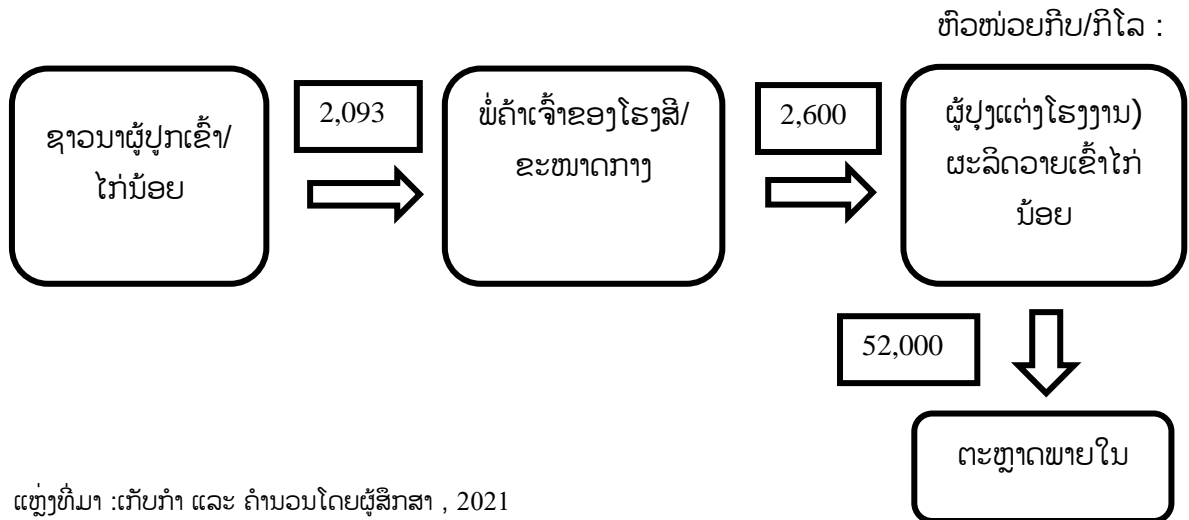 ຫົວໜ່ວຍກີບ/ກິໂລ :
ຊາວນາຜູ້ປູກເຂົ້າ/
ໄກ່ນ້ອຍ
2,093
ພໍ່ຄ້າເຈົ້າຂອງໂຮງສີ/
ຂະໜາດກາງ
2,600
ຜູ້ປຸງແຕ່ງໂຮງງານ)
ຜະລິດວາຍເຂົ້າໄກ່
ນ້ອຍ
52,000
ຕະຫຼາດພາຍໃນ
ແຫຼ່ງທີ່ມາ :ເກັບກຳ ແລະ ຄຳນວນໂດຍຜູ້ສຶກສາ , 2021